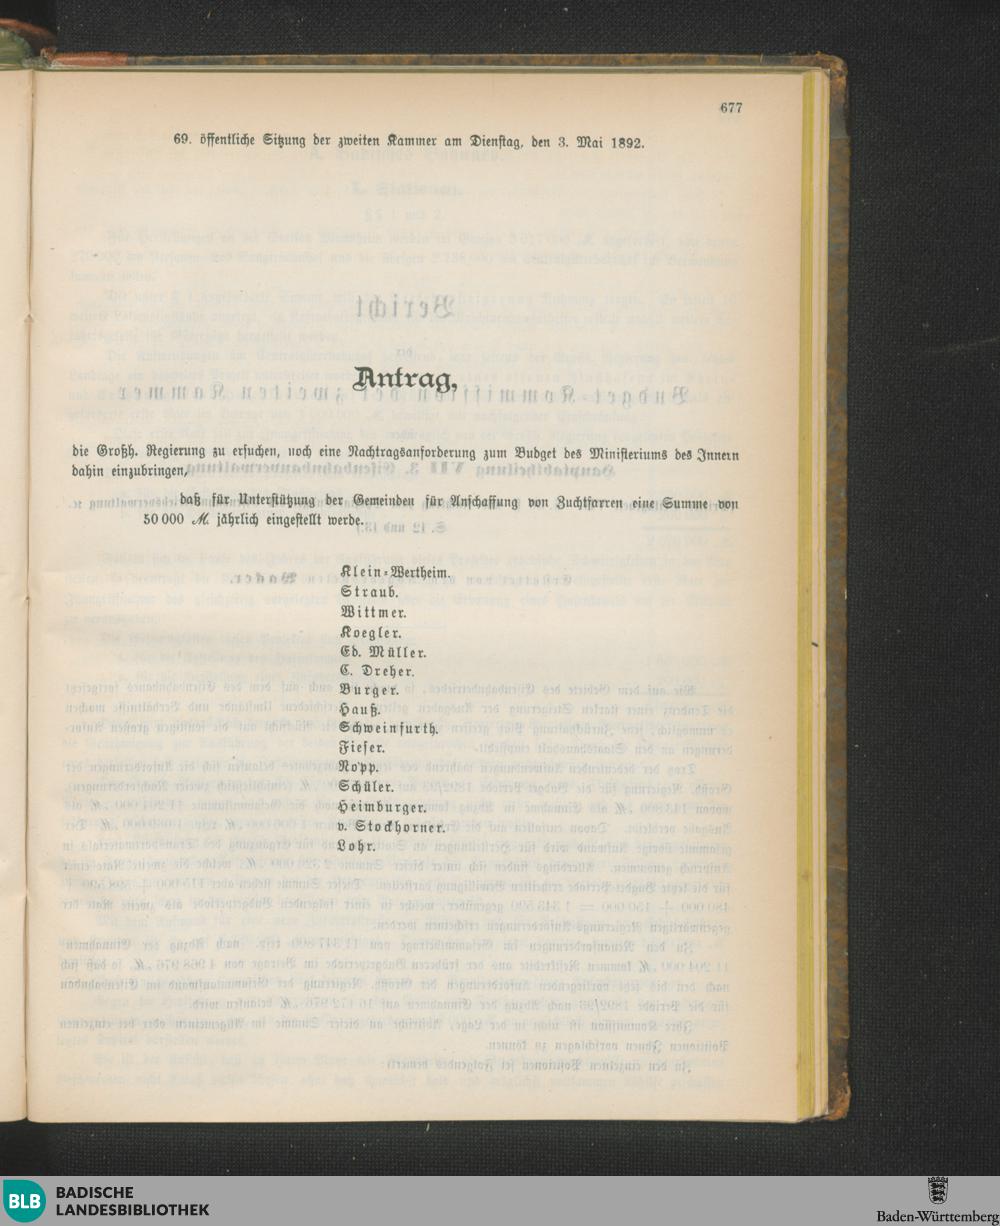 677
69. öffentliche Sitzung der zweiten Kammer am Dienstag, den 3. Mai 1892.
Antrag,
die Großh. Regierung zu ersuchen, noch eine Nachtragsanforderung zum Budget des Ministeriums des Innern
dahin einzubringen,
daß für Unterstützung der Gemeinden für Anschaffung von Zuchtfarren eine Summe von
50 000 M. jährlich eingestellt werde.
Klein-Wertheim.
Straub.
Wittmer.
Koegler.
Ed. Müller.
C. Dreher.
Burger.
Hauß.
Schweinfurth.
Fieser.
Nopp.
Schüler.
Heimburger.
v. Stockhorner.
Lohr.
BLB BADISCHE
LANDESBIBLIOTHEK
Baden-Württemberg